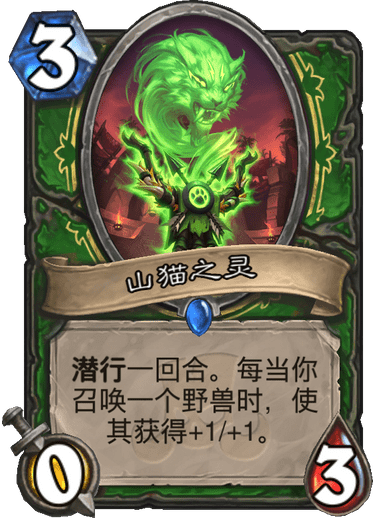 3
山猫之灵
潜行一回合。每当你
召唤一个野兽时，使
其获得+1/+1。
0
3